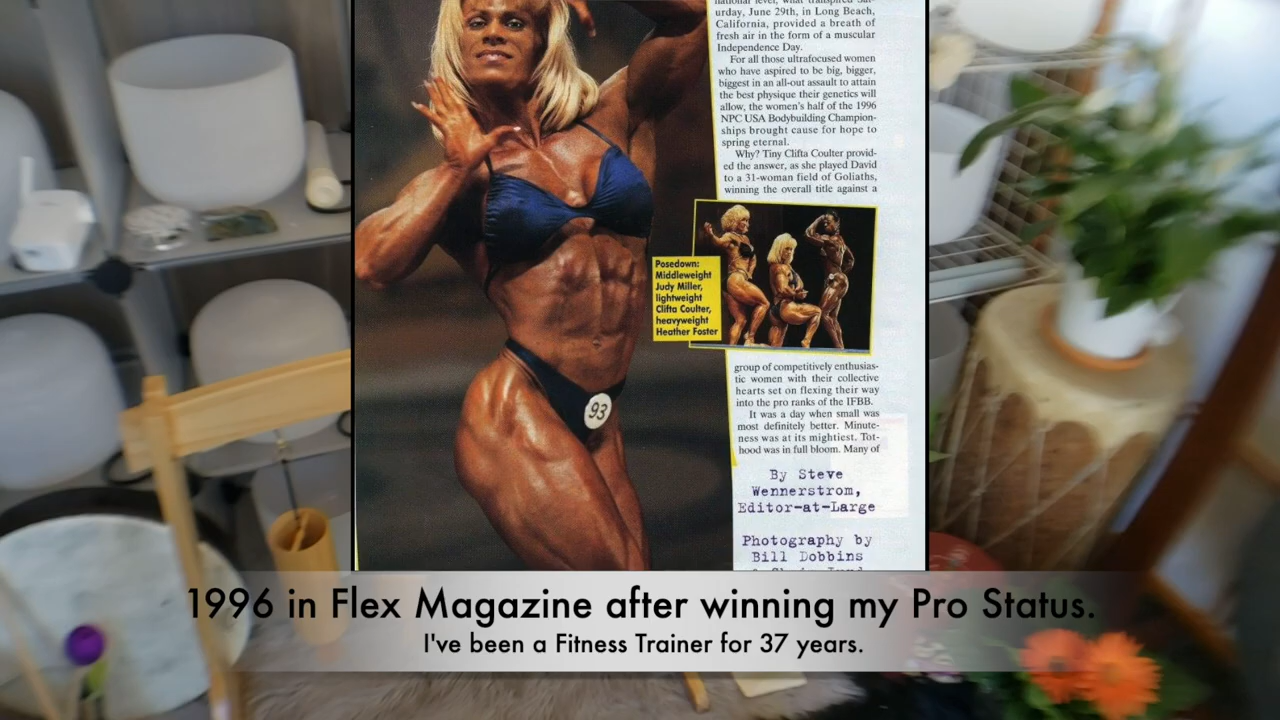 national level, what transpired Sat-
urday, June 29th, in Long Beach,
California, provided a breath of
fresh air in the form of a muscular
Independence Day.
For all those ultrafocused women
who have aspired to be big, bigger,
biggest in an all-out assault to attain
the best physique their genetics will
allow, the women's half of the 1996
NPC USA Bodybuilding Champion-
ships brought cause for hope to
spring eternal.
Why? Tiny Clifta Coulter provid-
ed the answer, as she played David
to a 31-woman field of Goliaths,
winning the overall title against a
Posedown:
Middleweight
Judy Miller,
lightweight
Clifta Coulter,
heavyweight
Heather Foster
group of competitively enthusias-
tic women with their collective
hearts set on flexing their way
into the pro ranks of the IFBB.
It was a day when small was
most definitely better. Minute-
ness was at its mightiest. Tot-
hood was in full bloom. Many of
93
By Steve
Wennerstrom,
Editor-at-Large
Photography by
Bill Dobbins
1996 in Flex Magazine after winning my Pro Status.
I've been a Fitness Trainer for 37 years.